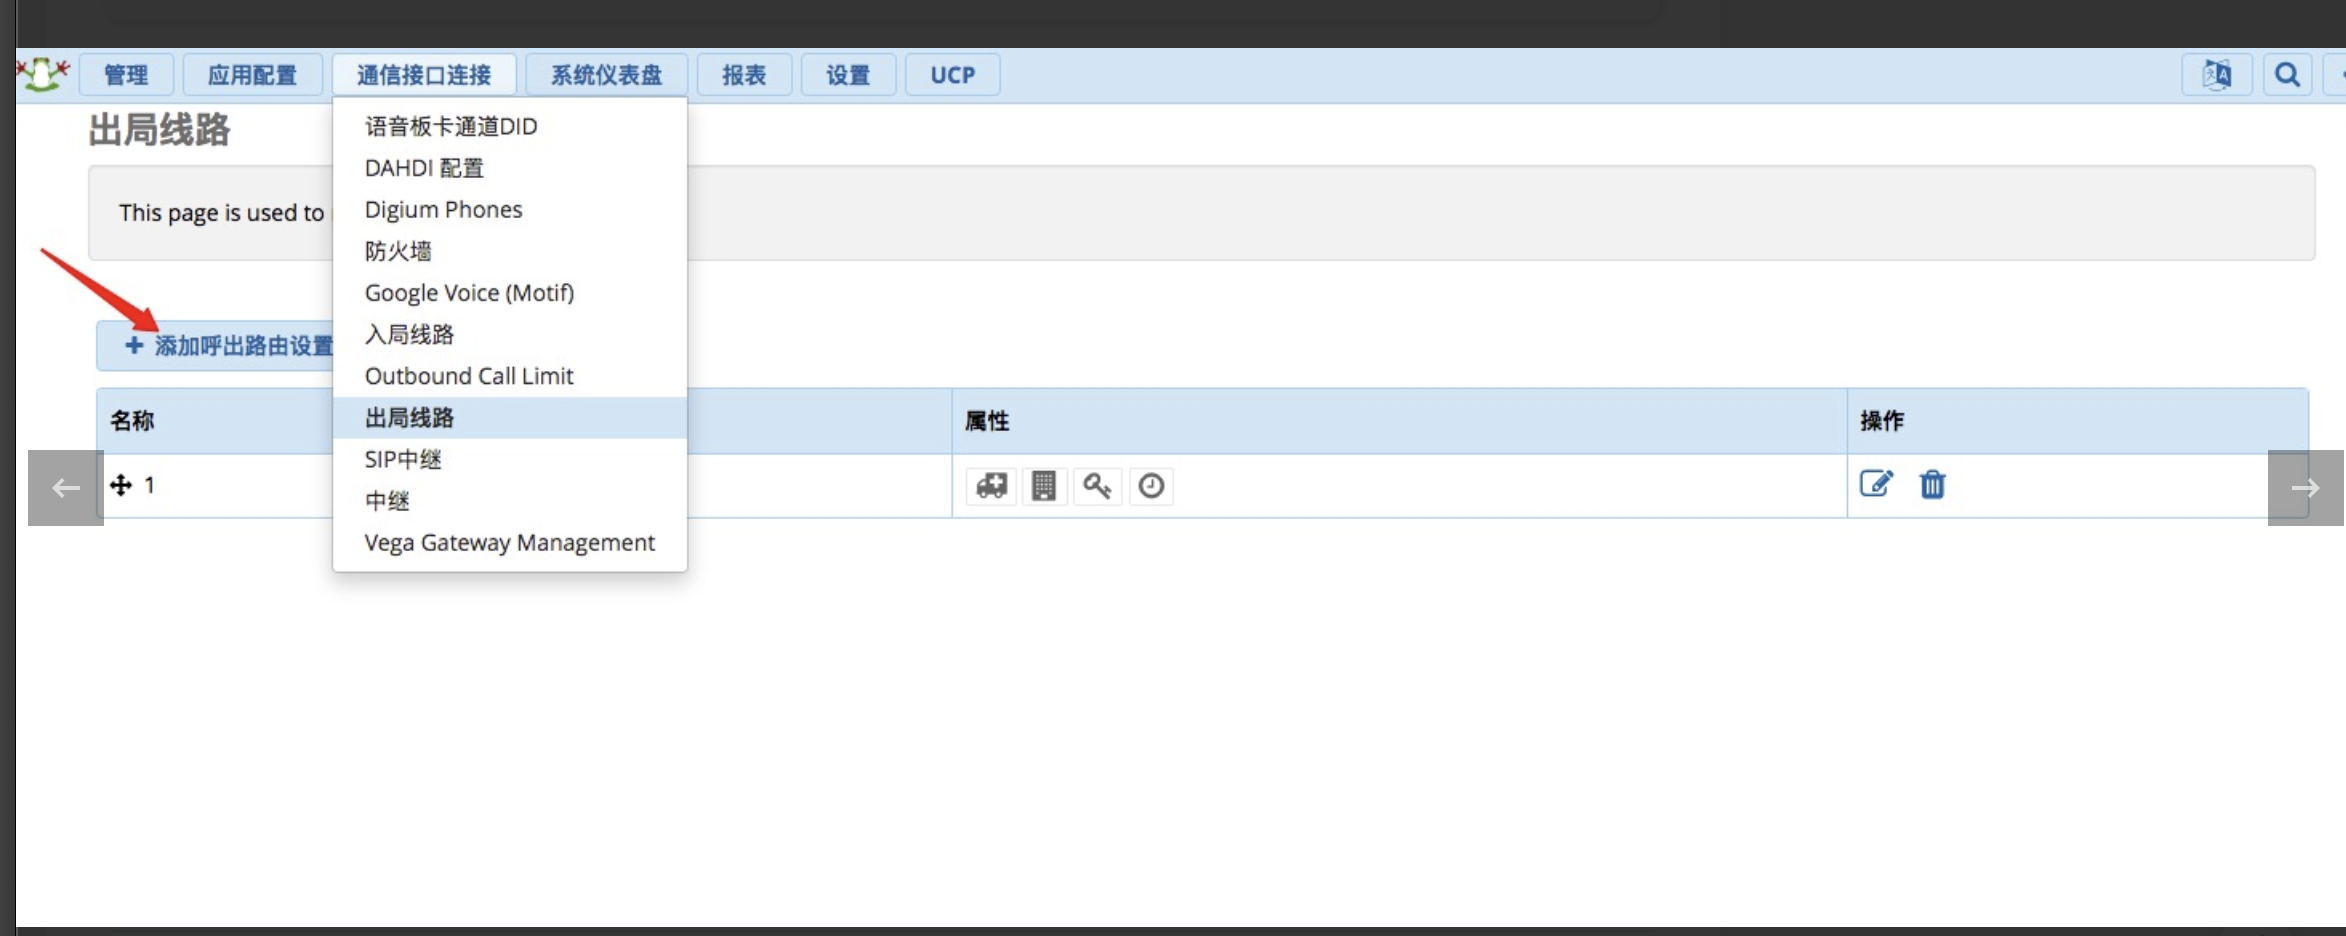 管理 应用配置 通信接口连接 系统仪表盘 报表 设置 UCP
出局线路
语音板卡通道DID
DAHDI 配置
This page is used to
Digium Phones
防火墙
Google Voice (Motif)
入局线路
+ 添加呼出路由设置
Outbound Call Limit
出局线路
名称 属性 操作
SIP中继
1
中继
Vega Gateway Management